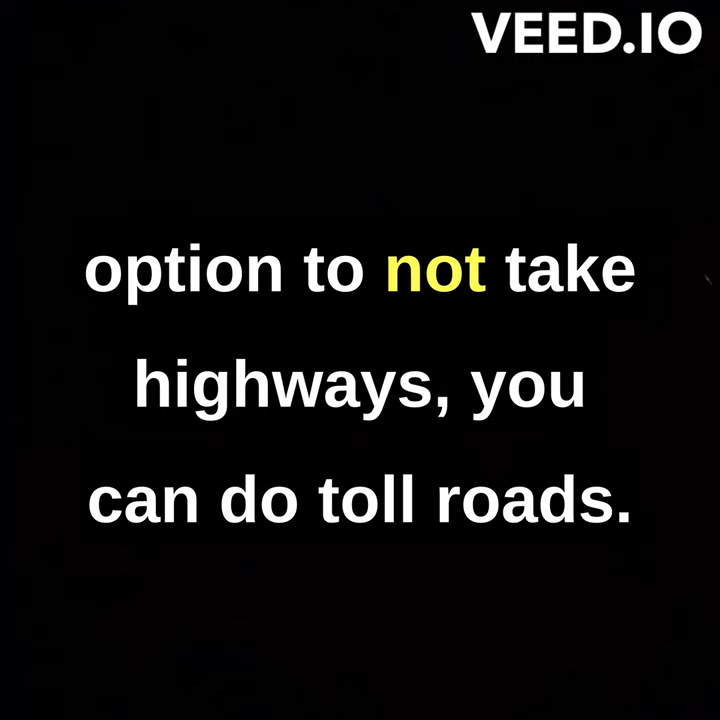 VEED.IO
option to not take
highways, you
can do toll roads.